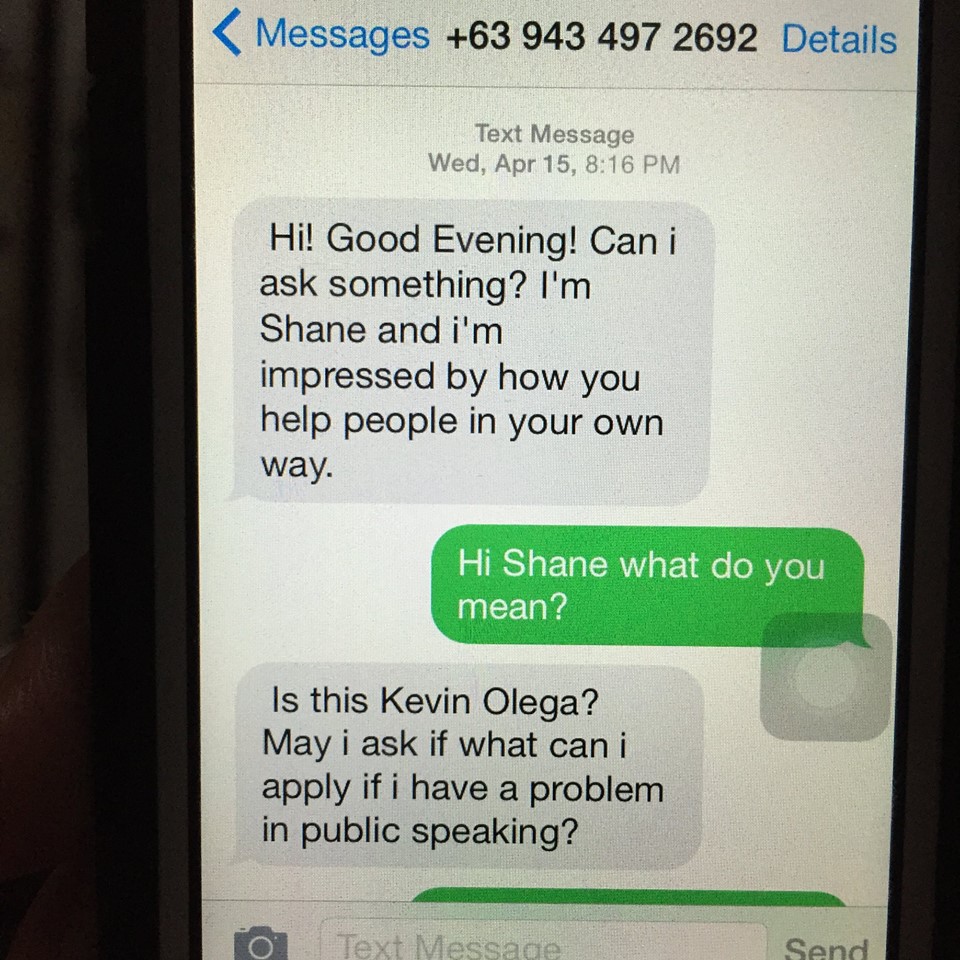 Messages +63 943 497 2692 Details
Text Message
Wed, Apr 15, 8:16 PM
Hi! Good Evening! Can i
ask something? I'm
Shane and i'm
impressed by how you
help people in your own
way.
Hi Shane what do you
mean?
Is this Kevin Olega?
May i ask if what can i
apply if i have a problem
in public speaking?
Text Message Send